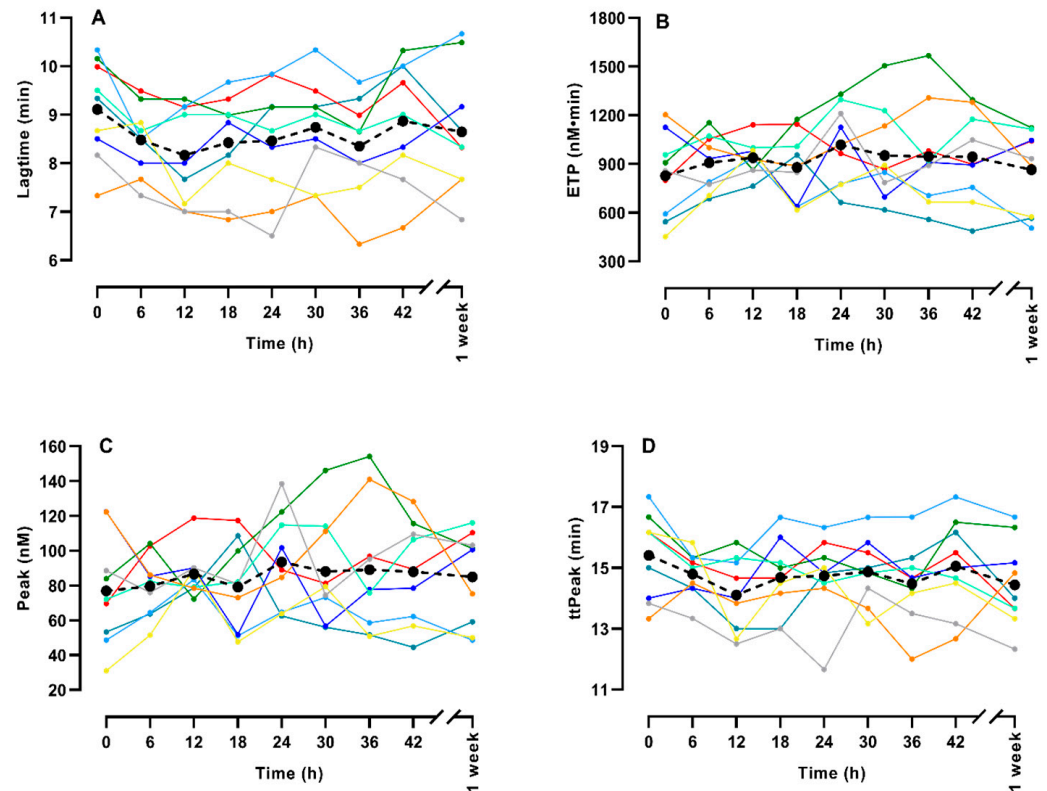 A
Lagtime (min)
11
10
9
8
7
6
0 6 12 18 24 30 36 42 1 week
Time (h)
B
ETP (nM•min)
1800
1500
1200
900
600
300
0 6 12 18 24 30 36 42 1 week
Time (h)
C
Peak (nM)
160
140
120
100
80
60
40
20
0 6 12 18 24 30 36 42 1 week
Time (h)
D
ttPeak (min)
19
17
15
13
11
0 6 12 18 24 30 36 42 1 week
Time (h)